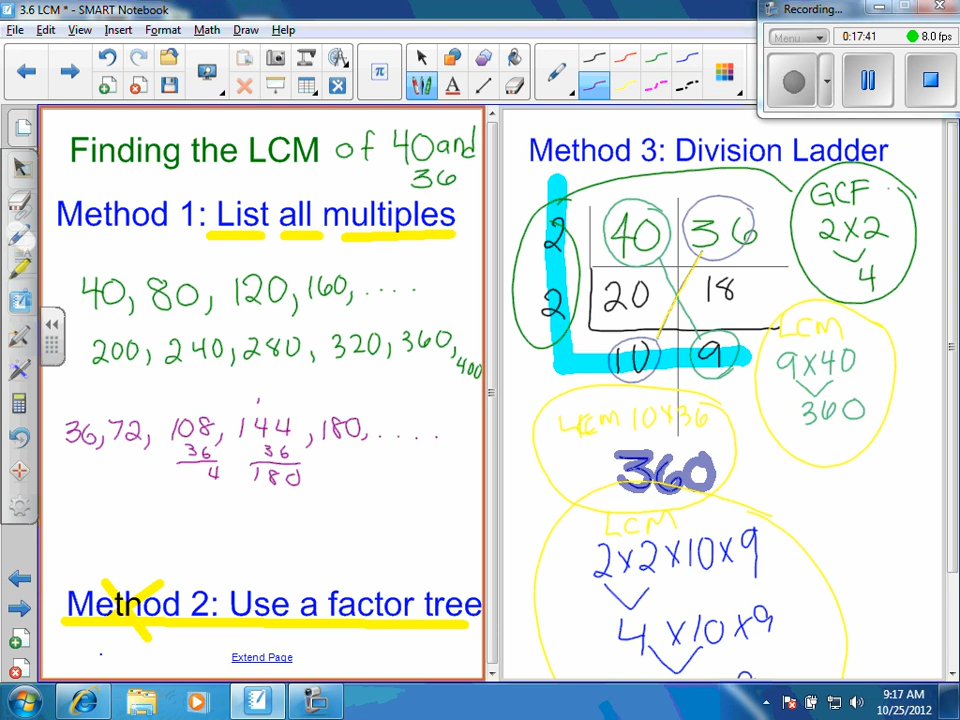 3.6 LCM * - SMART Notebook
File Edit View Insert Format Math Draw Help
Recording...
Menu
0:17:41
8.0 fps
Finding the LCM of 40 and
36
Method 1: List all multiples
40, 80, 120, 160, ....
200, 240, 280, 320, 360, 400
36, 72, 108, 144, 180, ....
36 36
4 180
Method 2: Use a factor tree
Extend Page
Method 3: Division Ladder
2 40 36
2 20 18
10 9
GCF
2x2
4
LCM
9x40
360
LCM 10x36
360
LCM
2x2x10x9
4x10x9
9:17 AM
10/25/2012